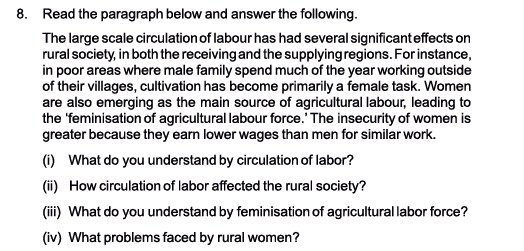 8. Read the paragraph below and answer the following.
The large scale circulation of labour has had several significant effects on
rural society, in both the receiving and the supplying regions. For instance,
in poor areas where male family spend much of the year working outside
of their villages, cultivation has become primarily a female task. Women
are also emerging as the main source of agricultural labour, leading to
the 'feminisation of agricultural labour force.' The insecurity of women is
greater because they earn lower wages than men for similar work.
(i) What do you understand by circulation of labor?
(ii) How circulation of labor affected the rural society?
(iii) What do you understand by feminisation of agricultural labor force?
(iv) What problems faced by rural women?